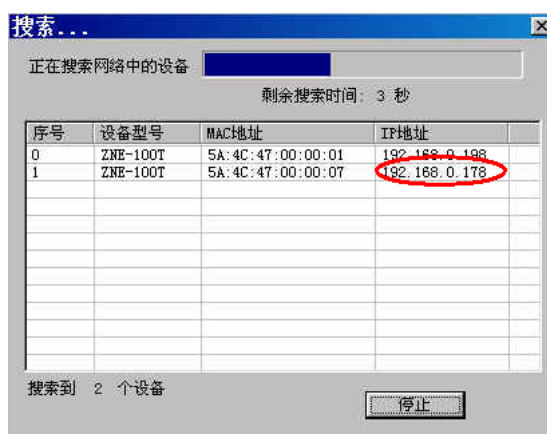 搜索...
正在搜索网络中的设备
剩余搜索时间: 3 秒
序号 设备型号 MAC地址 IP地址
0 ZNE-100T 5A:4C:47:00:00:01 192.168.0.198
1 ZNE-100T 5A:4C:47:00:00:07 192.168.0.178
搜索到 2 个设备
停止